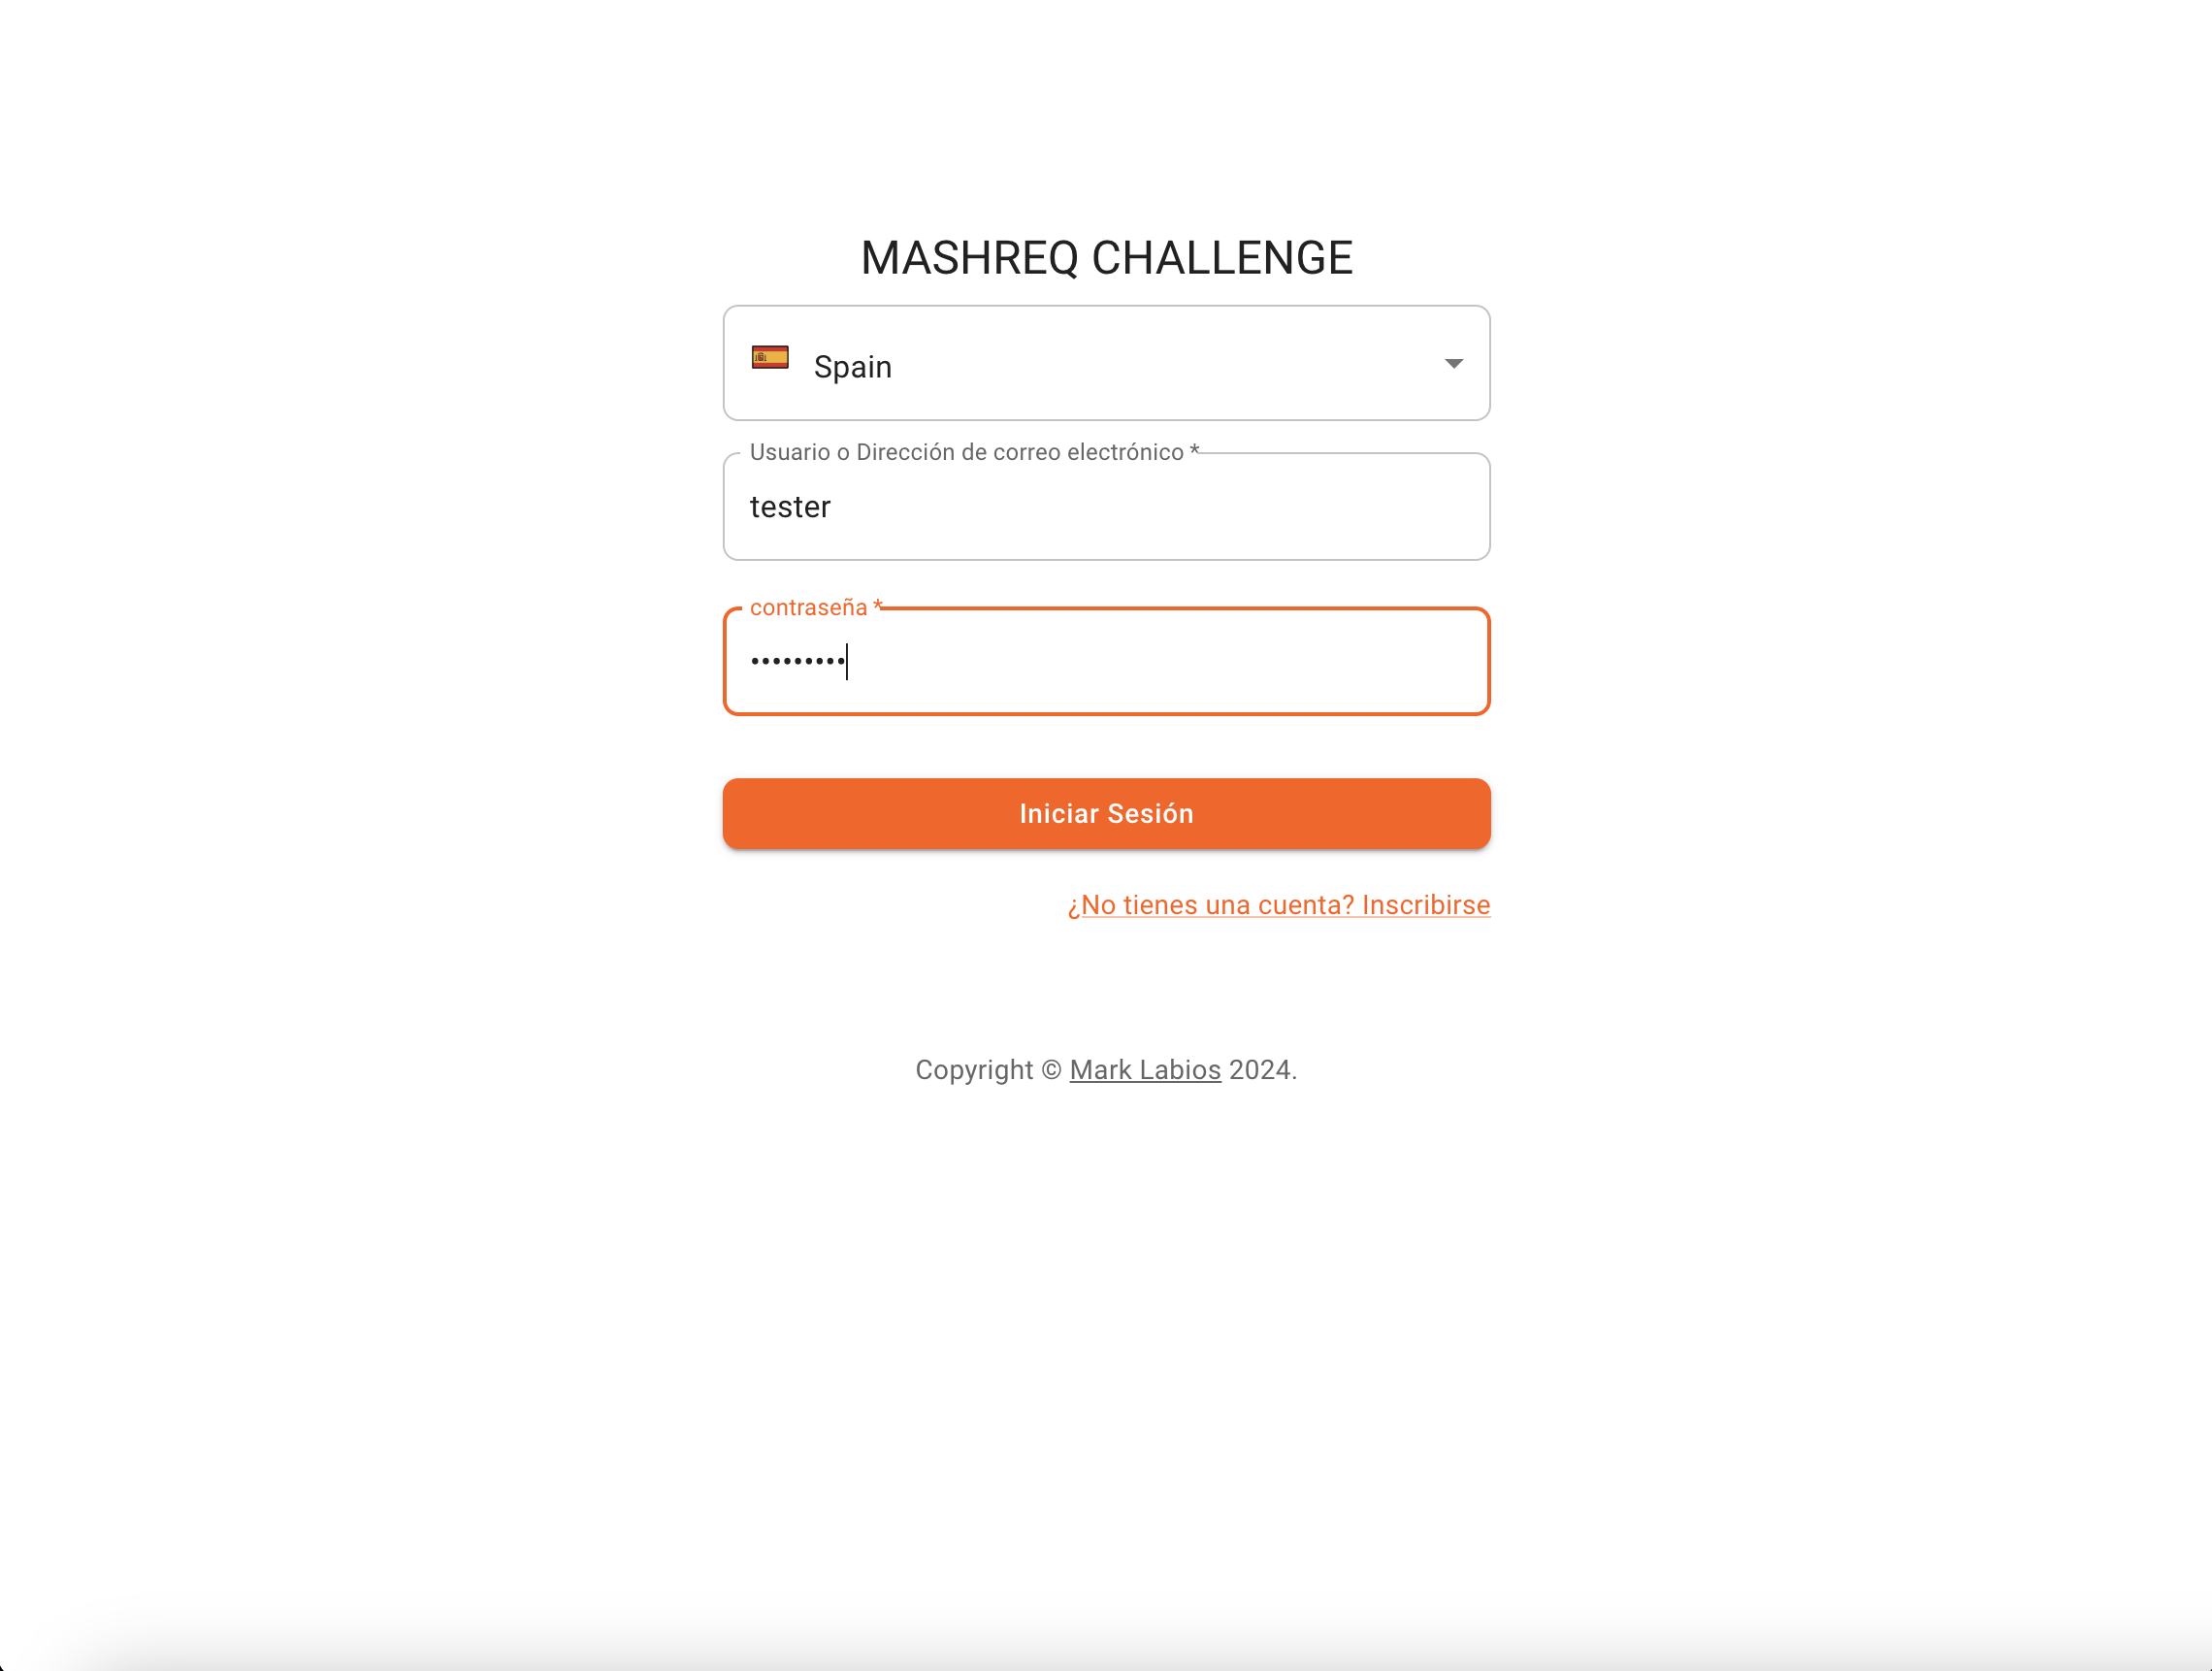 MASHREQ CHALLENGE
Spain
Usuario o Dirección de correo electrónico *
tester
contraseña *
•••••••••
Iniciar Sesión
¿No tienes una cuenta? Inscribirse
Copyright © Mark Labios 2024.